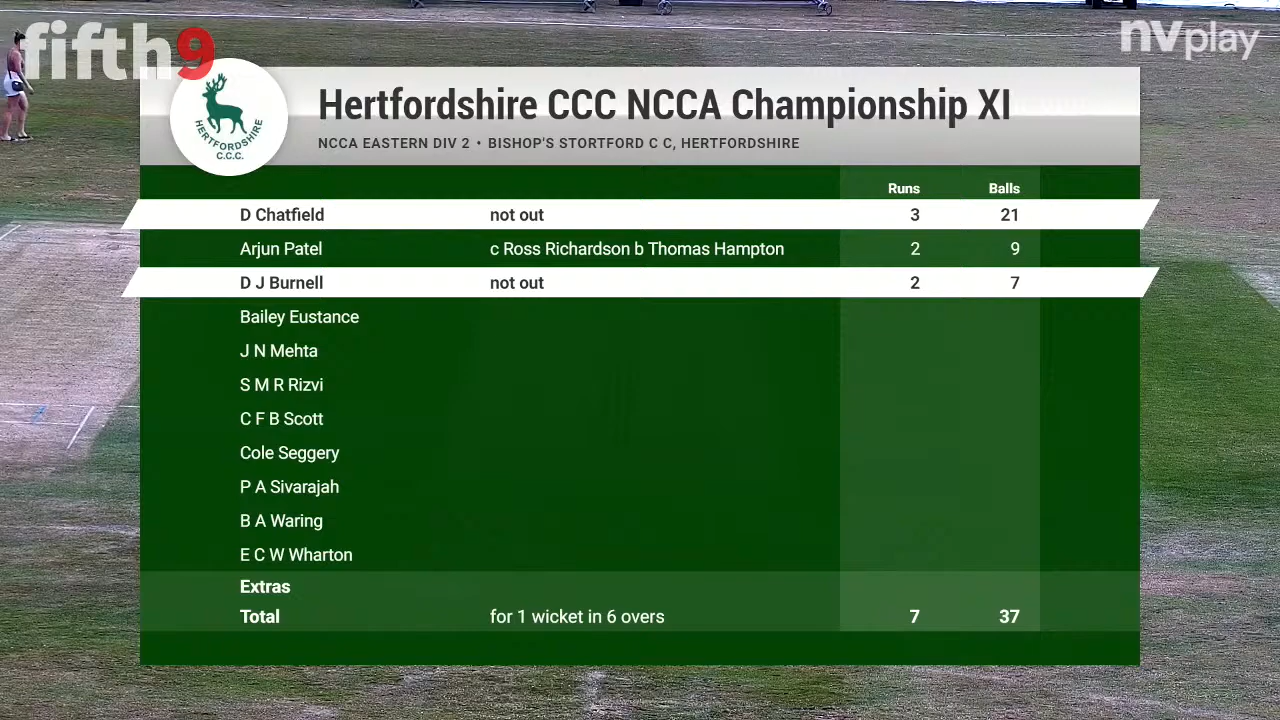 fifth9
nvplay
HERTFORDSHIRE
C.C.C.
Hertfordshire CCC NCCA Championship XI
NCCA EASTERN DIV 2 • BISHOP'S STORTFORD C C, HERTFORDSHIRE
Runs Balls
D Chatfield not out 3 21
Arjun Patel c Ross Richardson b Thomas Hampton 2 9
D J Burnell not out 2 7
Bailey Eustance
J N Mehta
S M R Rizvi
C F B Scott
Cole Seggery
P A Sivarajah
B A Waring
E C W Wharton
Extras
Total for 1 wicket in 6 overs 7 37